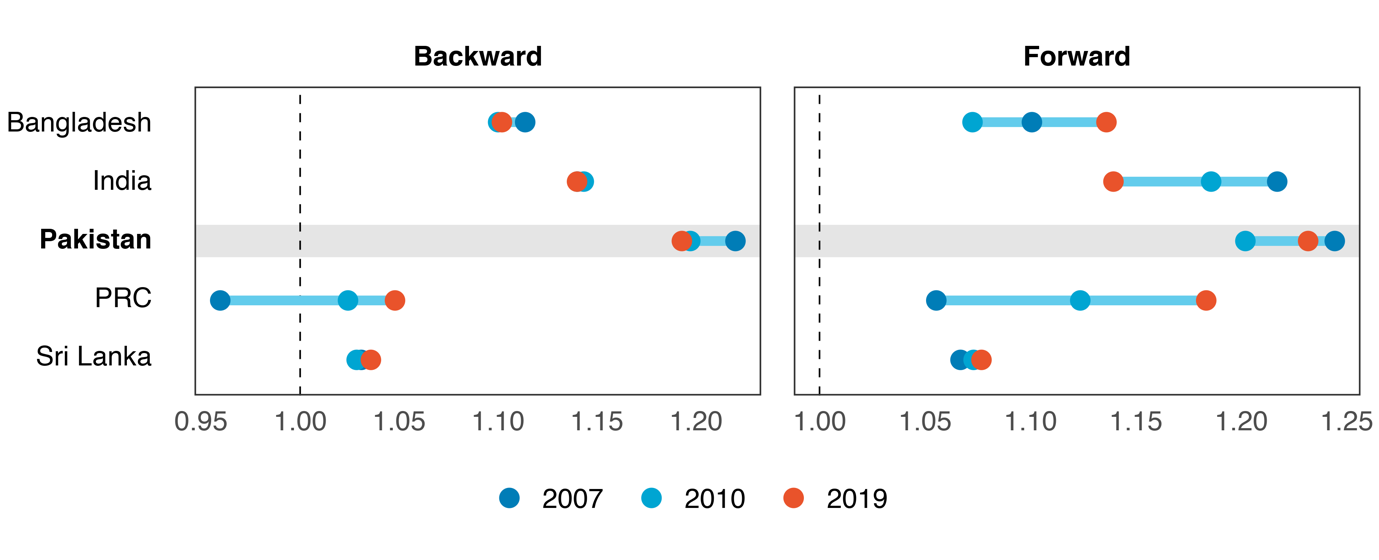 Backward Forward
Bangladesh
India
Pakistan
PRC
Sri Lanka
0.95 1.00 1.05 1.10 1.15 1.20 1.00 1.05 1.10 1.15 1.20 1.25
2007 2010 2019